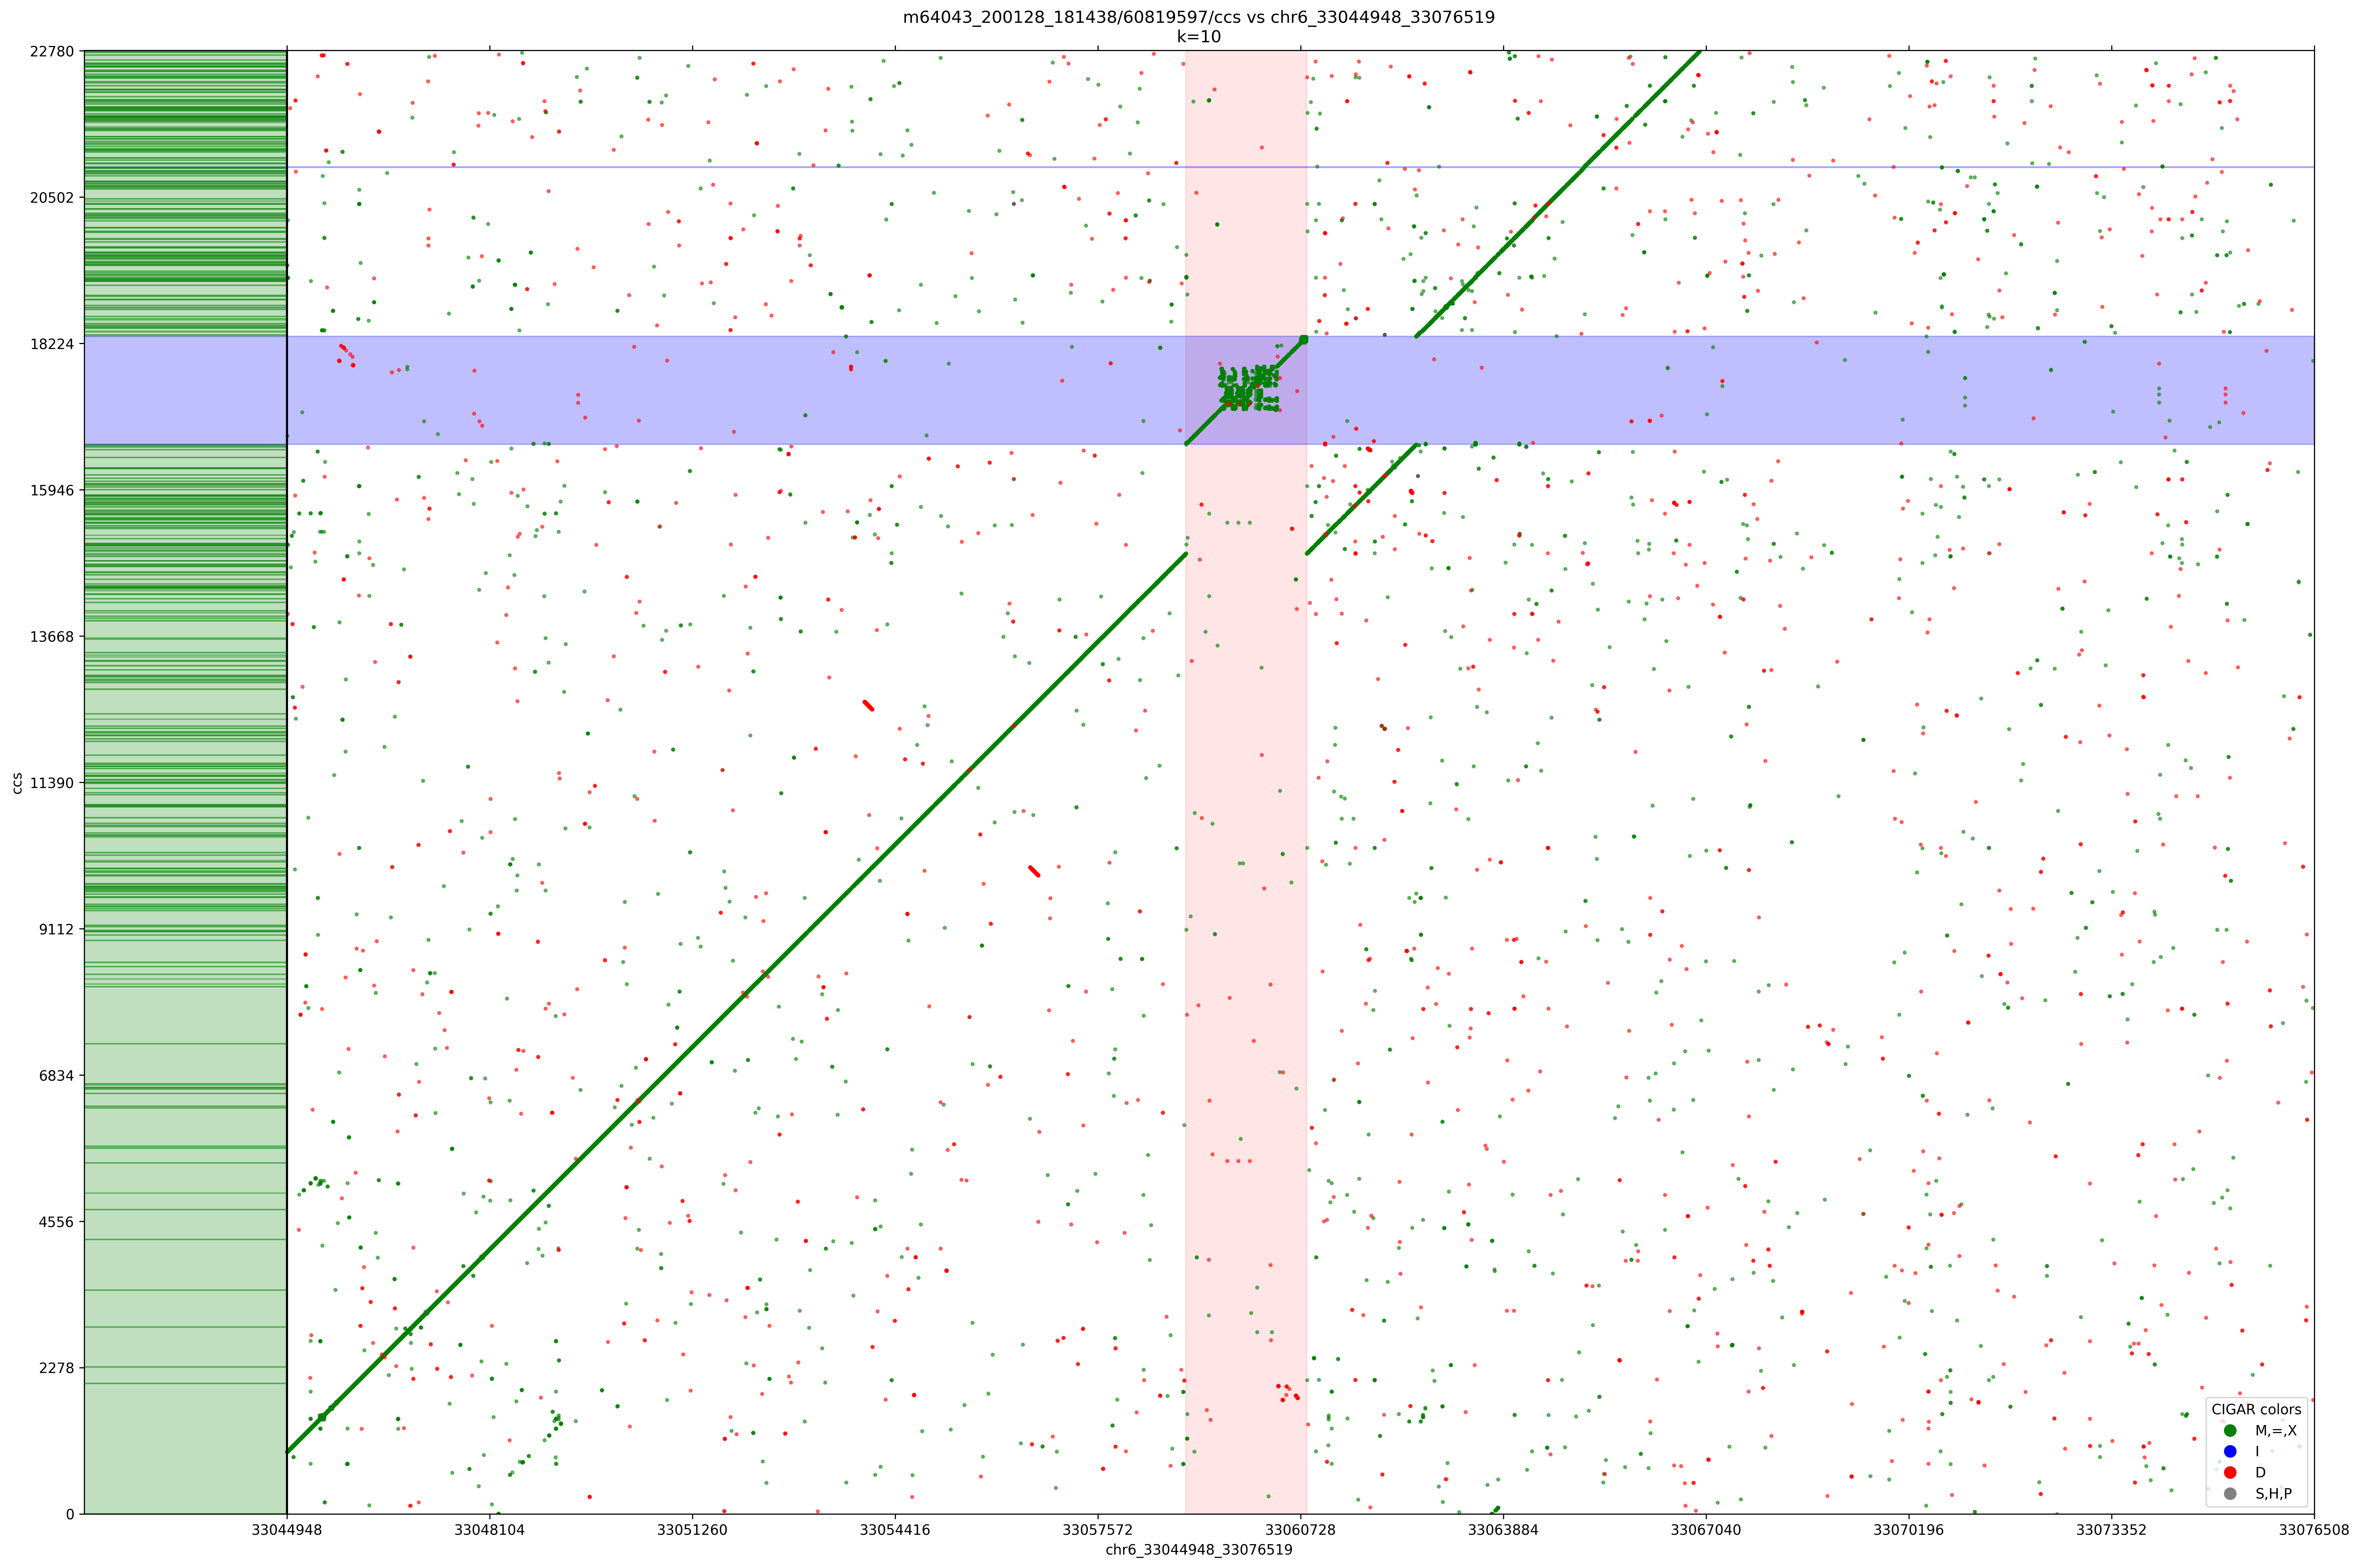 m64043_200128_181438/60819597/ccs vs chr6_33044948_33076519
k=10
22780
20502
18224
15946
13668
11390
9112
6834
4556
2278
0
ccs
33044948
33048104
33051260
33054416
33057572
33060728
33063884
33067040
33070196
33073352
33076508
chr6_33044948_33076519
CIGAR colors
M,=,X
I
D
S,H,P